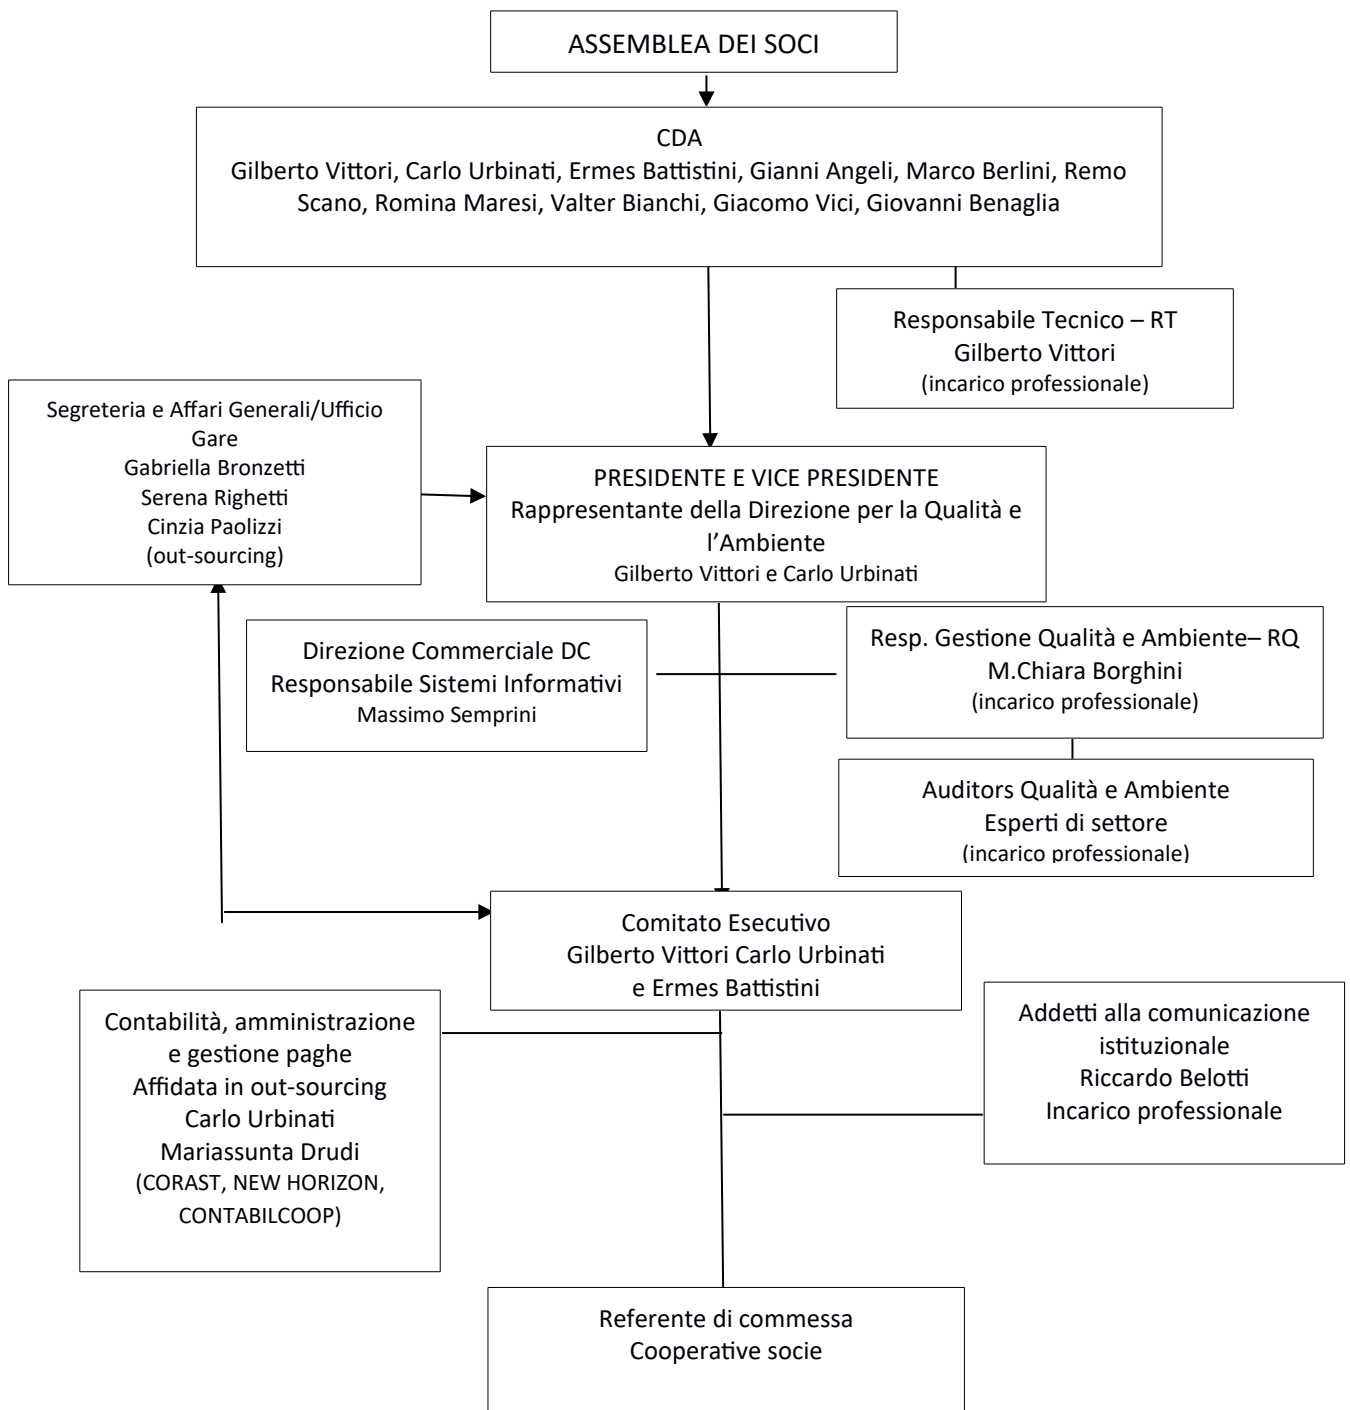 ASSEMBLEA DEI SOCI
CDA
Gilberto Vittori, Carlo Urbinati, Ermes Battistini, Gianni Angeli, Marco Berlini, Remo
Scano, Romina Maresi, Valter Bianchi, Giacomo Vici, Giovanni Benaglia
Responsabile Tecnico – RT
Gilberto Vittori
(incarico professionale)
Segreteria e Affari Generali/Ufficio
Gare
Gabriella Bronzetti
Serena Righetti
Cinzia Paolizzi
(out-sourcing)
PRESIDENTE E VICE PRESIDENTE
Rappresentante della Direzione per la Qualità e
l’Ambiente
Gilberto Vittori e Carlo Urbinati
Direzione Commerciale DC
Responsabile Sistemi Informativi
Massimo Semprini
Resp. Gestione Qualità e Ambiente– RQ
M.Chiara Borghini
(incarico professionale)
Auditors Qualità e Ambiente
Esperti di settore
(incarico professionale)
Comitato Esecutivo
Gilberto Vittori Carlo Urbinati
e Ermes Battistini
Contabilità, amministrazione
e gestione paghe
Affidata in out-sourcing
Carlo Urbinati
Mariassunta Drudi
(CORAST, NEW HORIZON,
CONTABILCOOP)
Addetti alla comunicazione
istituzionale
Riccardo Belotti
Incarico professionale
Referente di commessa
Cooperative socie